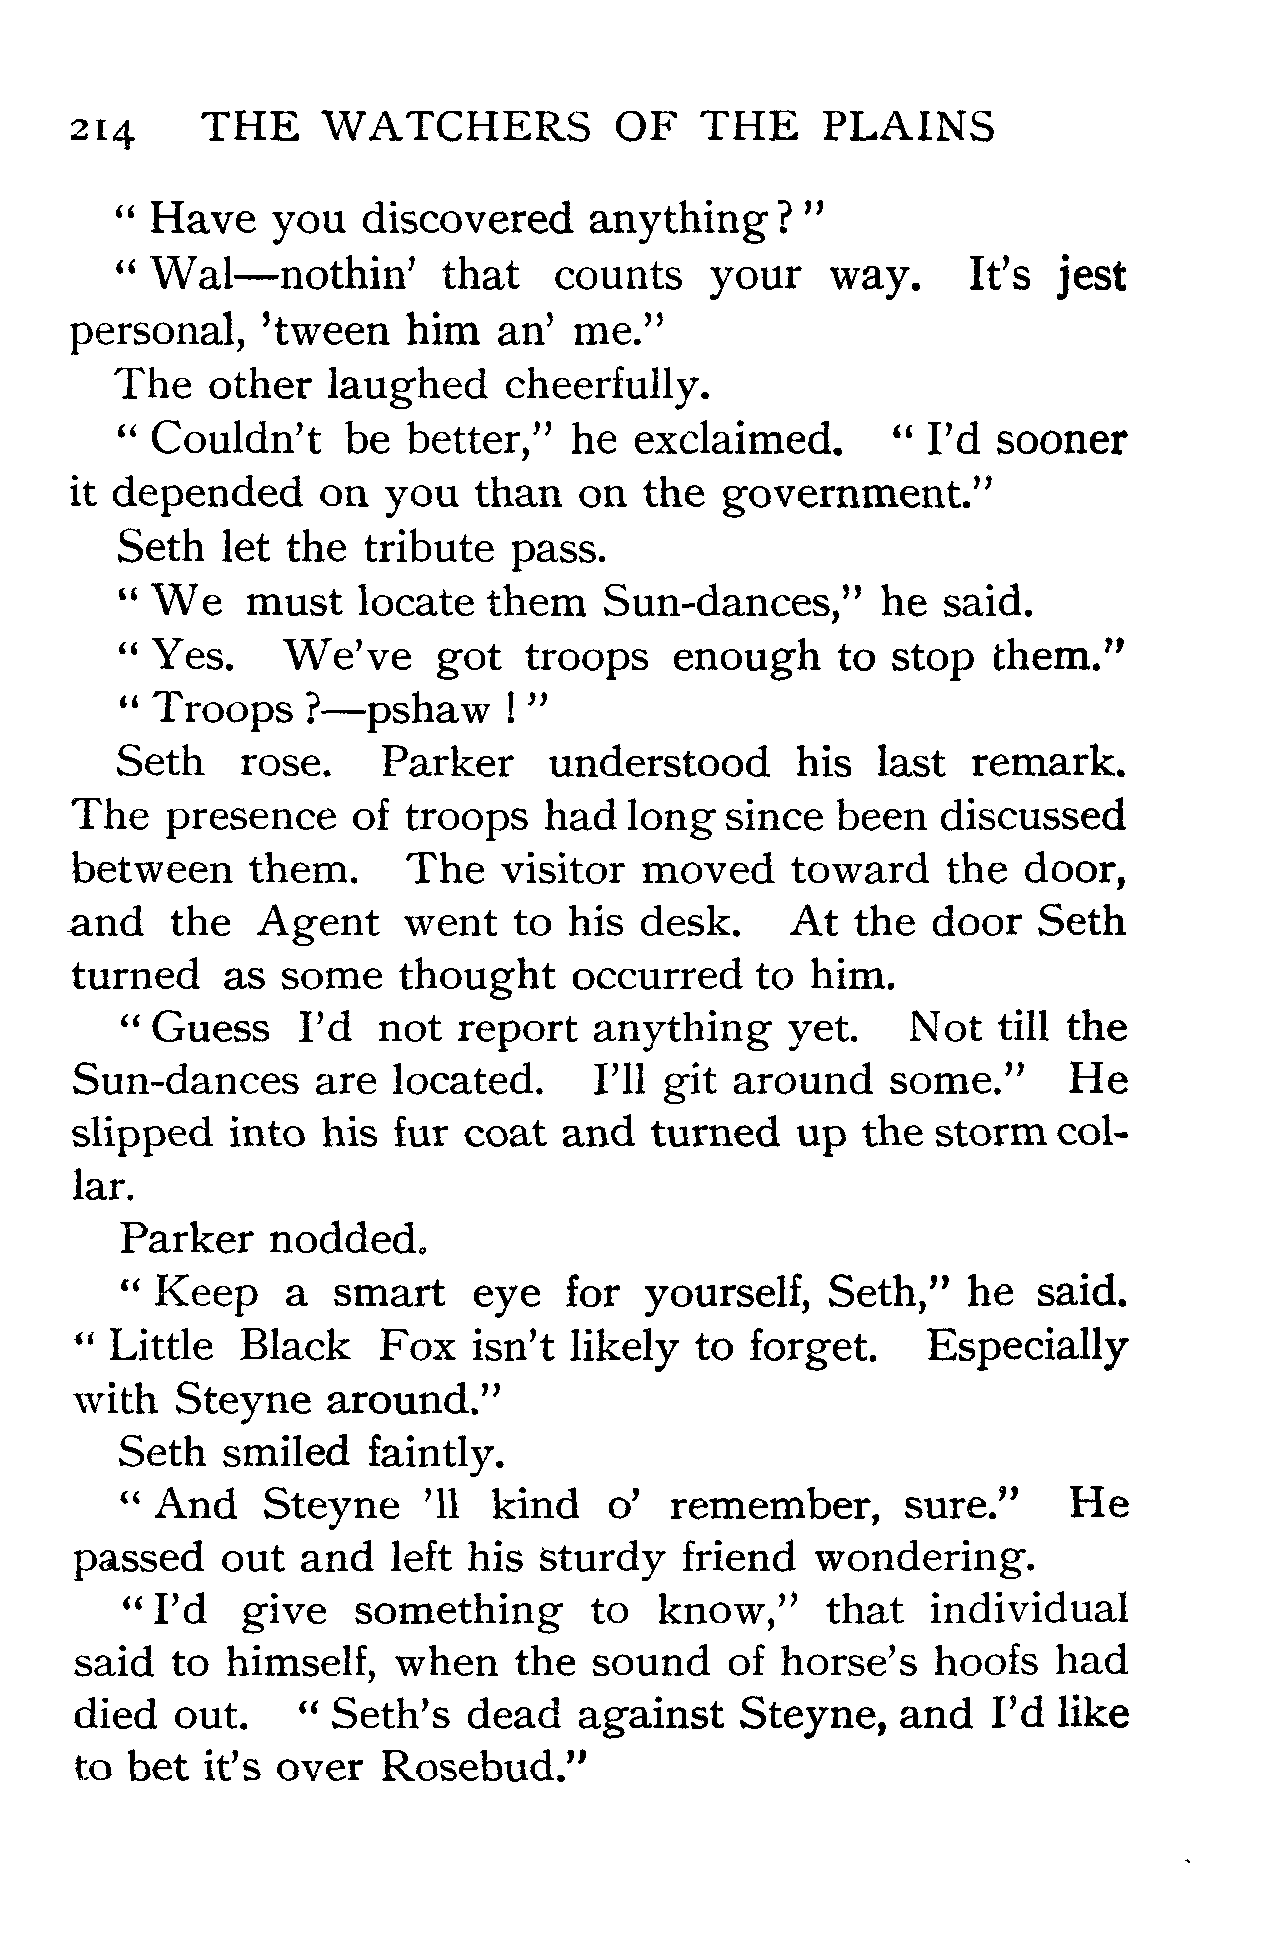 214 THE WATCHERS OF THE PLAINS
“ Have you discovered anything ? ”
“ Wal—nothin’ that counts your way. It’s jest
personal, ’tween him an’ me.”
The other laughed cheerfully.
“ Couldn’t be better,” he exclaimed. “ I’d sooner
it depended on you than on the government.”
Seth let the tribute pass.
“ We must locate them Sun-dances,” he said.
“ Yes. We’ve got troops enough to stop them.”
“ Troops ?—pshaw ! ”
Seth rose. Parker understood his last remark.
The presence of troops had long since been discussed
between them. The visitor moved toward the door,
and the Agent went to his desk. At the door Seth
turned as some thought occurred to him.
“ Guess I’d not report anything yet. Not till the
Sun-dances are located. I’ll git around some.” He
slipped into his fur coat and turned up the storm col-
lar.
Parker nodded.
“ Keep a smart eye for yourself, Seth,” he said.
“ Little Black Fox isn’t likely to forget. Especially
with Steyne around.”
Seth smiled faintly.
“ And Steyne ’ll kind o’ remember, sure.” He
passed out and left his sturdy friend wondering.
“ I’d give something to know,” that individual
said to himself, when the sound of horse’s hoofs had
died out. “ Seth’s dead against Steyne, and I’d like
to bet it’s over Rosebud.”